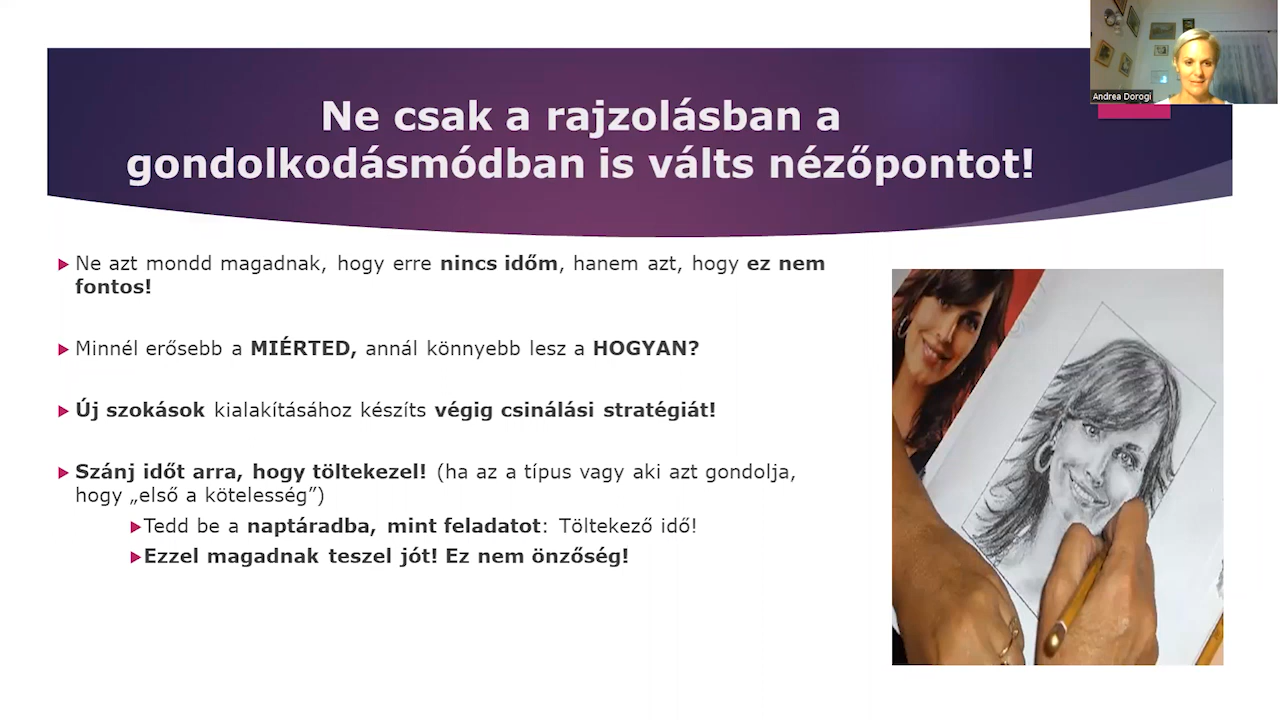 Andrea Dorogi
Ne csak a rajzolásban a
gondolkodásmódban is válts nézőpontot!
Ne azt mondd magadnak, hogy erre nincs időm, hanem azt, hogy ez nem
fontos!
Minnél erősebb a MIÉRTED, annál könnyebb lesz a HOGYAN?
Új szokások kialakításához készíts végig csinálási stratégiát!
Szánj időt arra, hogy töltekezel! (ha az a típus vagy aki azt gondolja,
hogy „első a kötelesség”)
Tedd be a naptáradba, mint feladatot: Töltekező idő!
Ezzel magadnak teszel jót! Ez nem önzőség!